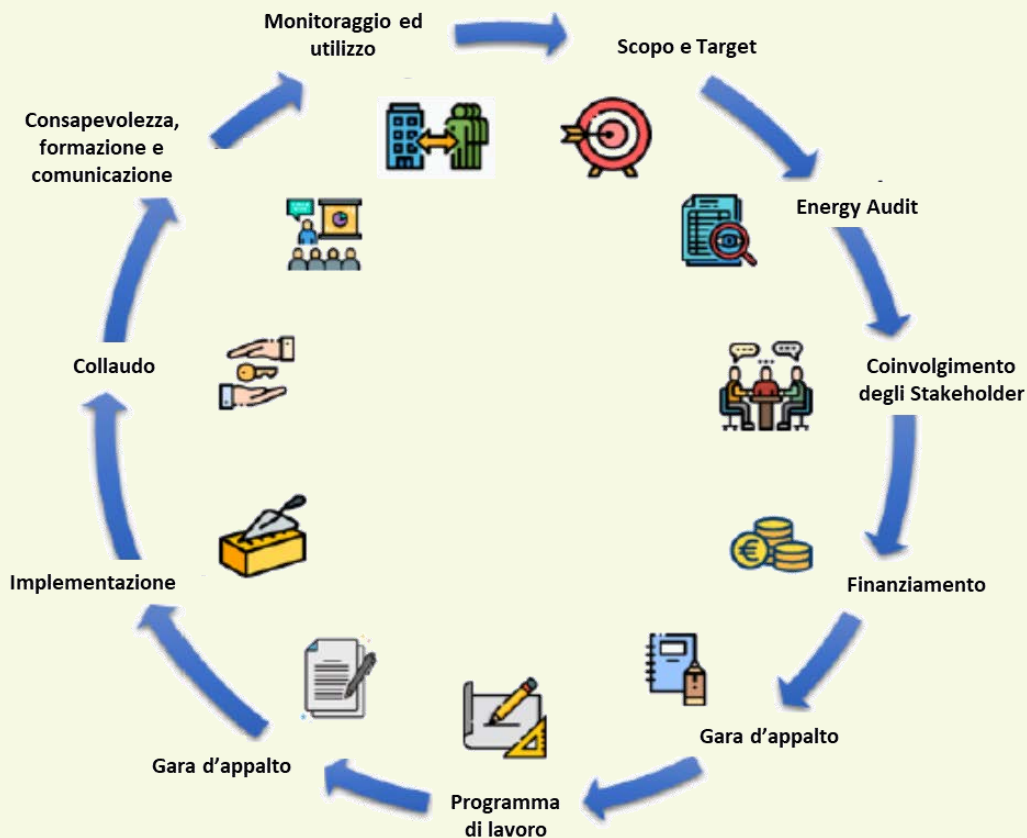 Monitoraggio ed
utilizzo
Scopo e Target
Energy Audit
Coinvolgimento
degli Stakeholder
Finanziamento
Gara d’appalto
Programma
di lavoro
Gara d’appalto
Implementazione
Collaudo
Consapevolezza,
formazione e
comunicazione